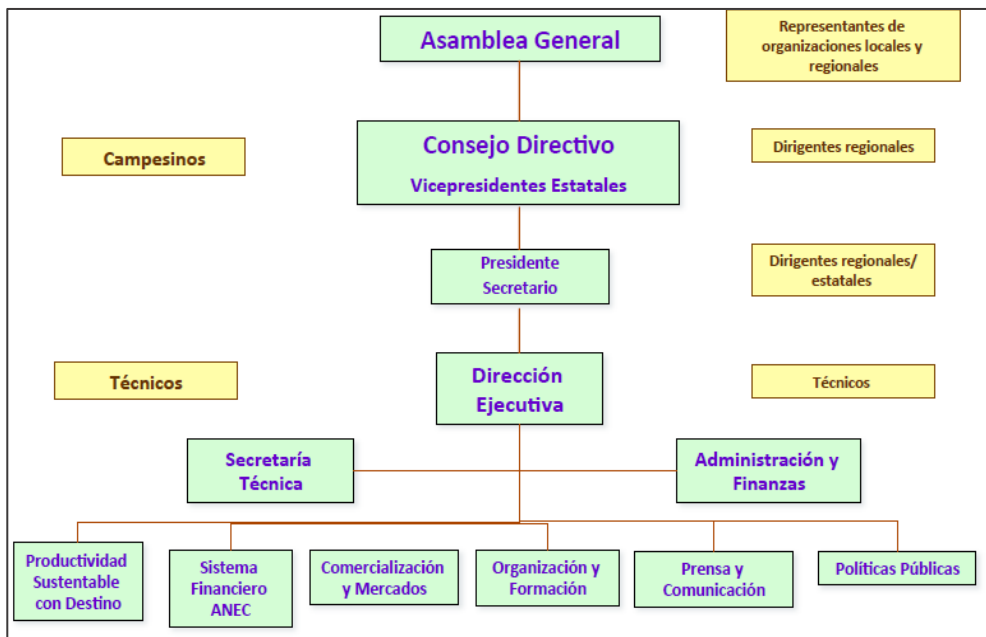 Asamblea General
Representantes de
organizaciones locales y
regionales
Campesinos
Consejo Directivo
Vicepresidentes Estatales
Dirigentes regionales
Presidente
Secretario
Dirigentes regionales/
estatales
Técnicos
Dirección
Ejecutiva
Técnicos
Secretaría
Técnica
Administración y
Finanzas
Productividad
Sustentable
con Destino
Sistema
Financiero
ANEC
Comercialización
y Mercados
Organización y
Formación
Prensa y
Comunicación
Políticas Públicas